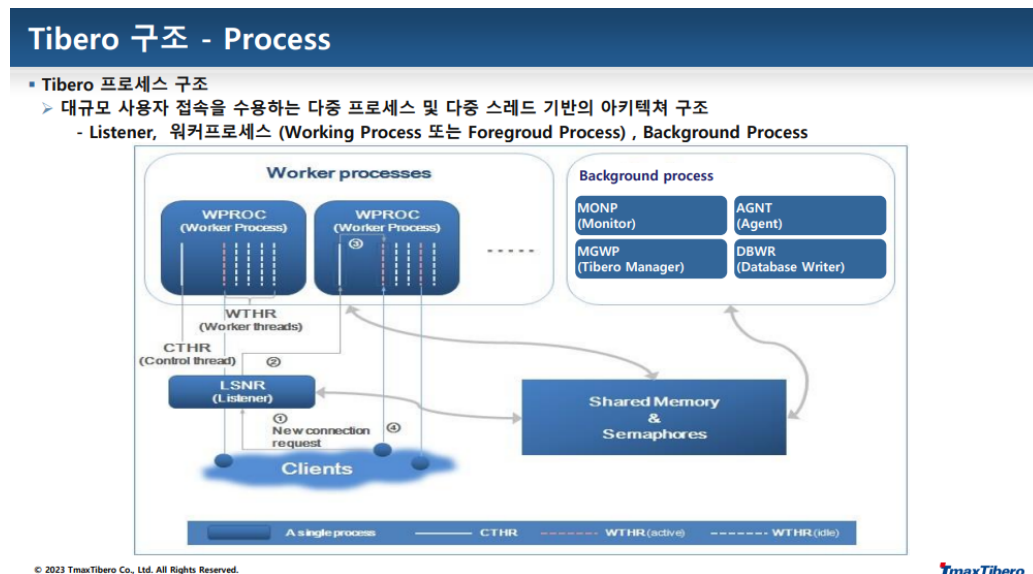 Tibero 구조 - Process
▪ Tibero 프로세스 구조
➢ 대규모 사용자 접속을 수용하는 다중 프로세스 및 다중 스레드 기반의 아키텍쳐 구조
- Listener, 워커프로세스 (Working Process 또는 Foregroud Process) , Background Process
Worker processes
WPROC
(Worker Process)
WPROC
(Worker Process)
③
WTHR
(Worker threads)
CTHR
(Control thread)
②
LSNR
(Listener)
①
New connection
request
④
Clients
Background process
MONP
(Monitor)
AGNT
(Agent)
MGWP
(Tibero Manager)
DBWR
(Database Writer)
Shared Memory
&
Semaphores
A single process CTHR WTHR (active) WTHR (idle)
© 2023 TmaxTibero Co., Ltd. All Rights Reserved.
TmaxTibero